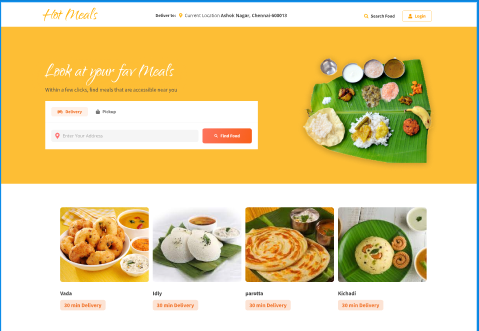 Hot Meals
Deliver to: Current Location Ashok Nagar, Chennai-600013
Search Food
Login
Look at your fav Meals
Within a few clicks, find meals that are accessible near you
Delivery
Pickup
Enter Your Address
Find Food
Vada
Idly
parotta
Kichadi
30 min Delivery
30 min Delivery
30 min Delivery
30 min Delivery